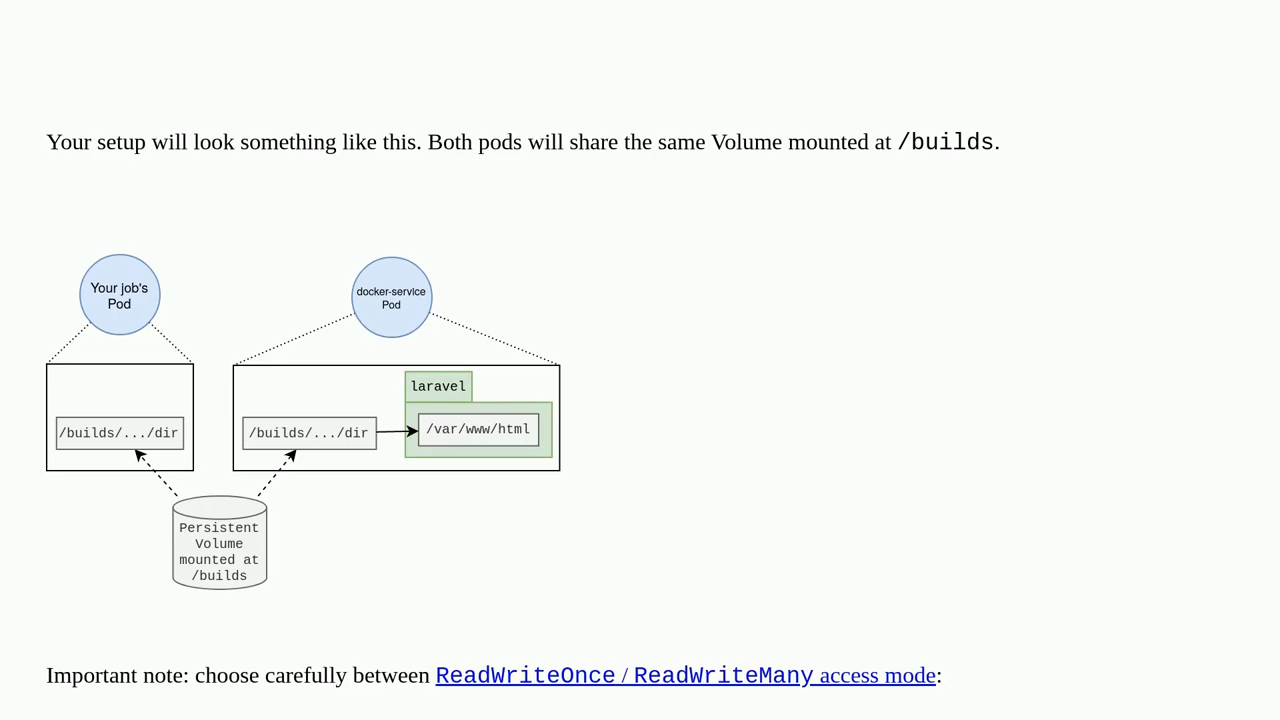 Your setup will look something like this. Both pods will share the same Volume mounted at /builds.
Your job's
Pod
docker-service
Pod
laravel
/builds/.../dir
/builds/.../dir
/var/www/html
Persistent
Volume
mounted at
/builds
Important note: choose carefully between ReadWriteOnce / ReadWriteMany access mode: